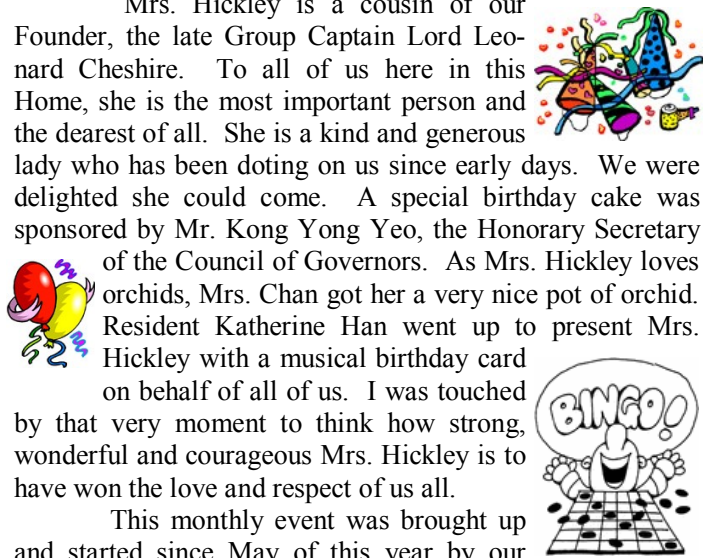 Mrs. Hickley is a cousin of our
Founder, the late Group Captain Lord Leo-
nard Cheshire. To all of us here in this
Home, she is the most important person and
the dearest of all. She is a kind and generous
lady who has been doting on us since early days. We were
delighted she could come. A special birthday cake was
sponsored by Mr. Kong Yong Yeo, the Honorary Secretary
of the Council of Governors. As Mrs. Hickley loves
orchids, Mrs. Chan got her a very nice pot of orchid.
Resident Katherine Han went up to present Mrs.
Hickley with a musical birthday card
on behalf of all of us. I was touched
by that very moment to think how strong,
wonderful and courageous Mrs. Hickley is to
have won the love and respect of us all.
This monthly event was brought up
and started since May of this year by our
BINGO!